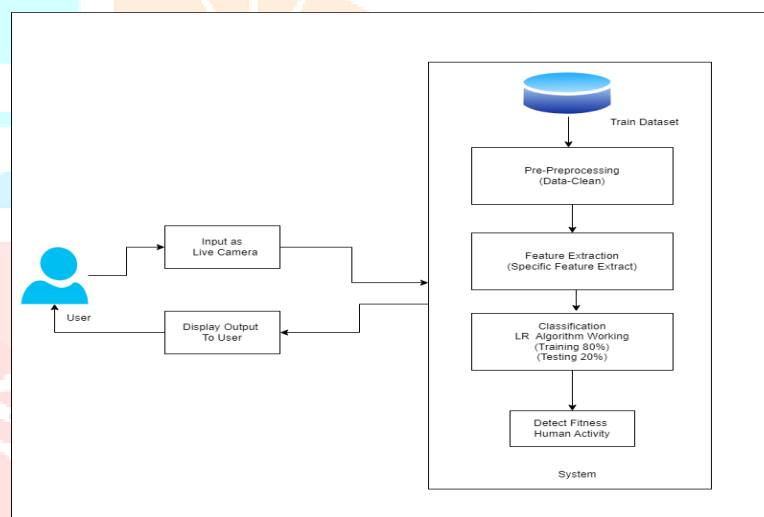 Train Dataset
Pre-Preprocessing
(Data-Clean)
Input as
Live Camera
Feature Extraction
(Specific Feature Extract)
User
Display Output
To User
Classification
LR Algorithm Working
(Training 80%)
(Testing 20%)
Detect Fitness
Human Activity
System